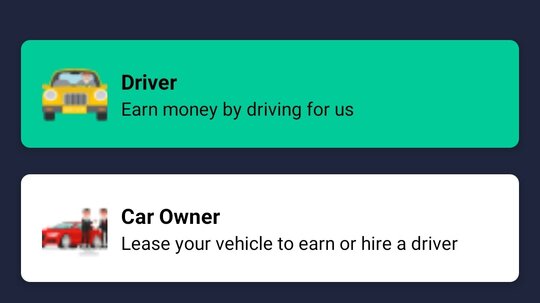 Driver
Earn money by driving for us
Car Owner
Lease your vehicle to earn or hire a driver